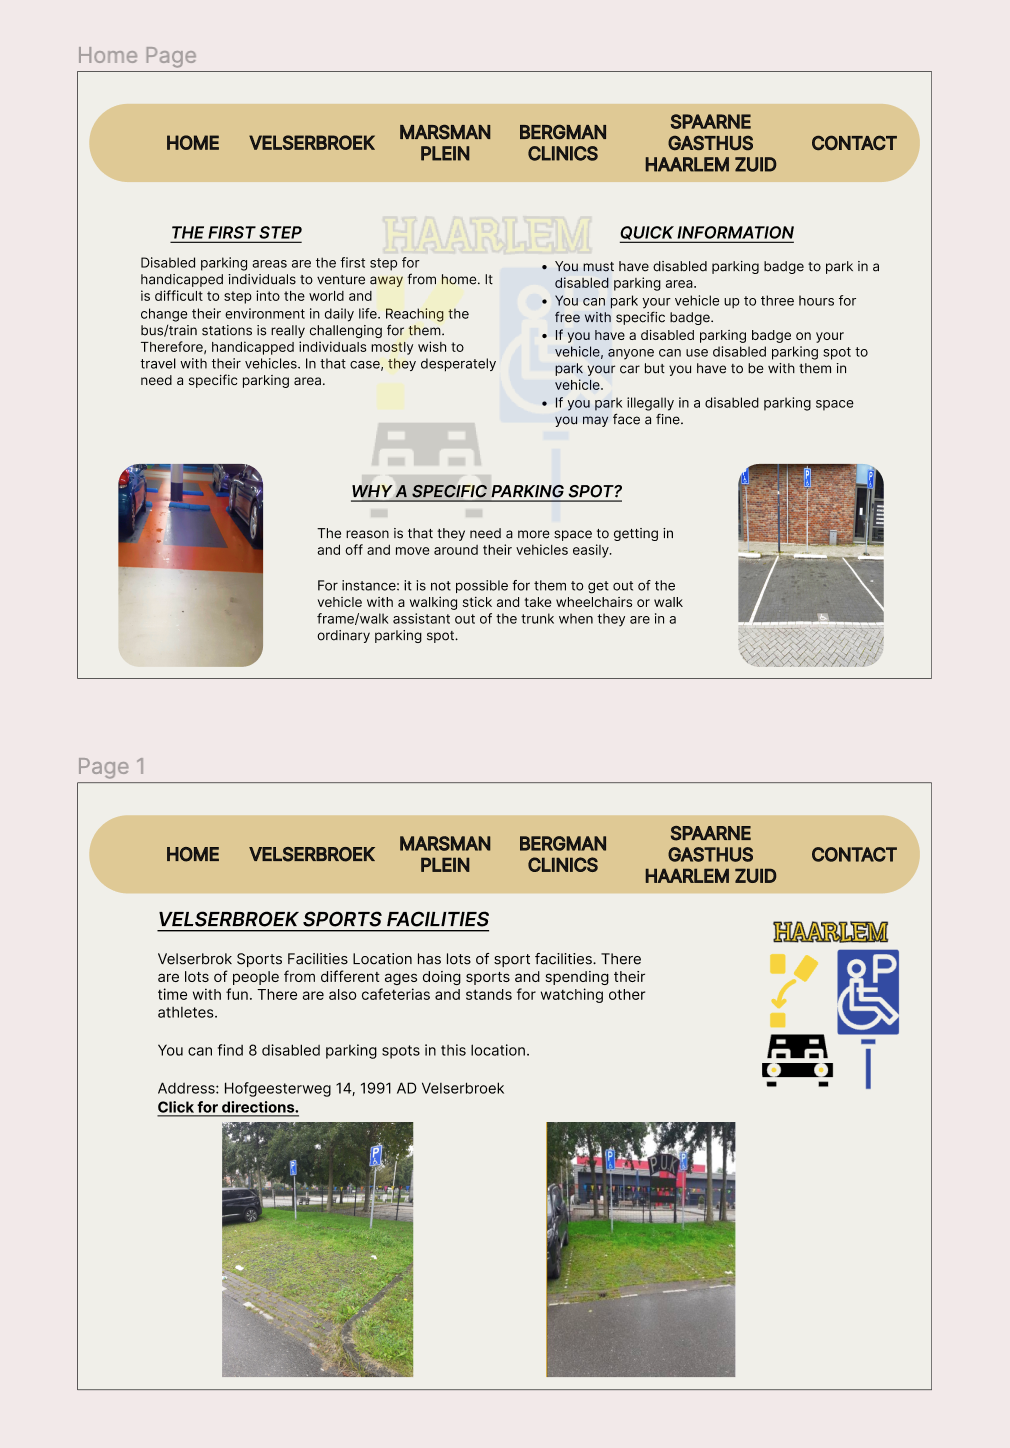 Home Page
HOME
VELSERBROEK
MARSMAN
PLEIN
BERGMAN
CLINICS
SPAARNE
GASTHUS
HAARLEM ZUID
CONTACT
HAARLEM
THE FIRST STEP
Disabled parking areas are the first step for
handicapped individuals to venture away from home. It
is difficult to step into the world and
change their environment in daily life. Reaching the
bus/train stations is really challenging for them.
Therefore, handicapped individuals mostly wish to
travel with their vehicles. In that case, they desperately
need a specific parking area.
QUICK INFORMATION
• You must have disabled parking badge to park in a
disabled parking area.
• You can park your vehicle up to three hours for
free with specific badge.
• If you have a disabled parking badge on your
vehicle, anyone can use disabled parking spot to
park your car but you have to be with them in
vehicle.
• If you park illegally in a disabled parking space
you may face a fine.
P
WHY A SPECIFIC PARKING SPOT?
The reason is that they need a more space to getting in
and off and move around their vehicles easily.
For instance: it is not possible for them to get out of the
vehicle with a walking stick and take wheelchairs or walk
frame/walk assistant out of the trunk when they are in a
ordinary parking spot.
P
P
Page 1
HOME
VELSERBROEK
MARSMAN
PLEIN
BERGMAN
CLINICS
SPAARNE
GASTHUS
HAARLEM ZUID
CONTACT
VELSERBROEK SPORTS FACILITIES
Velserbrok Sports Facilities Location has lots of sport facilities. There
are lots of people from different ages doing sports and spending their
time with fun. There are also cafeterias and stands for watching other
athletes.
You can find 8 disabled parking spots in this location.
Address: Hofgeesterweg 14, 1991 AD Velserbroek
Click for directions.
HAARLEM
P
P
P
P
P
PUK